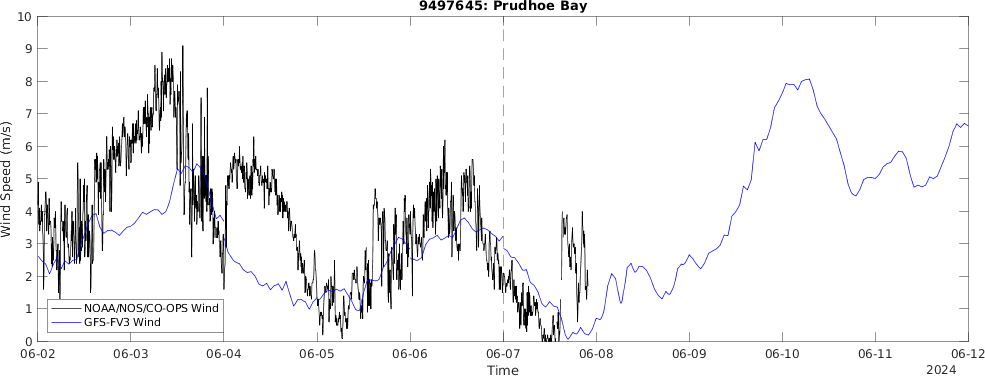 9497645: Prudhoe Bay
10
9
8
7
6
5
4
3
2
1
0
Wind Speed (m/s)
NOAA/NOS/CO-OPS Wind
GFS-FV3 Wind
06-02 06-03 06-04 06-05 06-06 06-07 06-08 06-09 06-10 06-11 06-12
Time
2024